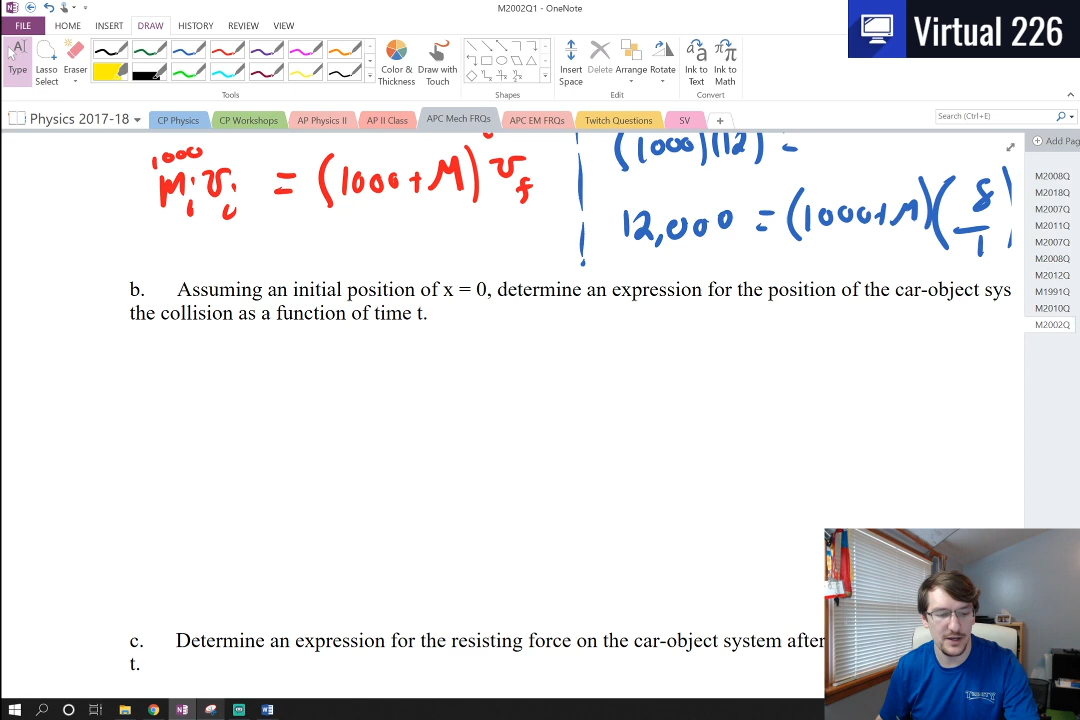 M2002Q1 - OneNote
Virtual 226
FILE HOME INSERT DRAW HISTORY REVIEW VIEW
Type Lasso Select Eraser Color & Thickness Draw with Touch Insert Space Delete Arrange Rotate Ink to Text Ink to Math
Tools Shapes Edit Convert
Physics 2017-18 CP Physics CP Workshops AP Physics II AP II Class APC Mech FRQs APC EM FRQs Twitch Questions SV + Search (Ctrl+E)
Add Pag
M2008Q
M2018Q
M2007Q
M2011Q
M2007Q
M2008Q
M2012Q
M1991Q
M2010Q
M2002Q
(1000)(12) =
1000
M₁ v = (1000+M) v_f
12,000 = (1000+M)(8/1
b. Assuming an initial position of x = 0, determine an expression for the position of the car-object sys
the collision as a function of time t.
c. Determine an expression for the resisting force on the car-object system after
t.